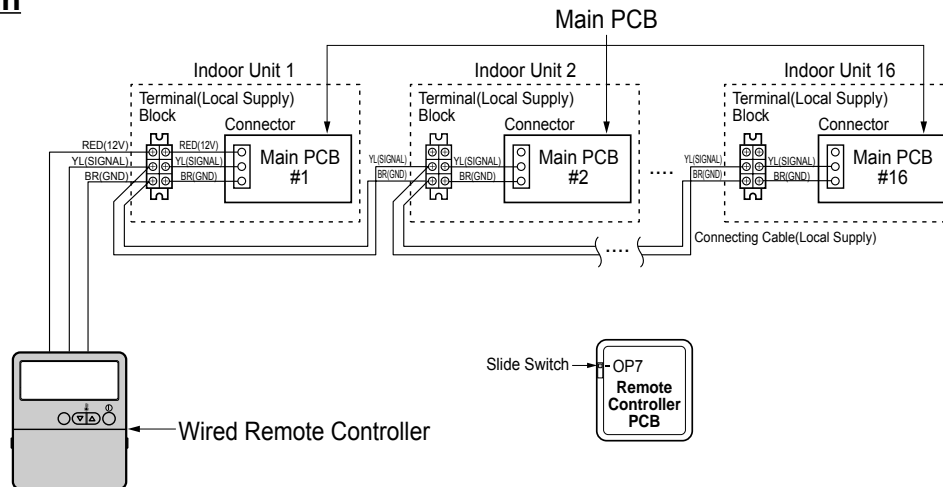 Main PCB
Indoor Unit 1
Terminal(Local Supply)
Block
Connector
RED(12V)
YL(SIGNAL)
BR(GND)
RED(12V)
YL(SIGNAL)
BR(GND)
Main PCB
#1
Indoor Unit 2
Terminal(Local Supply)
Block
Connector
YL(SIGNAL)
BR(GND)
YL(SIGNAL)
BR(GND)
Main PCB
#2
....
Indoor Unit 16
Terminal(Local Supply)
Block
Connector
YL(SIGNAL)
BR(GND)
YL(SIGNAL)
BR(GND)
Main PCB
#16
....
Connecting Cable(Local Supply)
Slide Switch
OP7
Remote
Controller
PCB
Wired Remote Controller